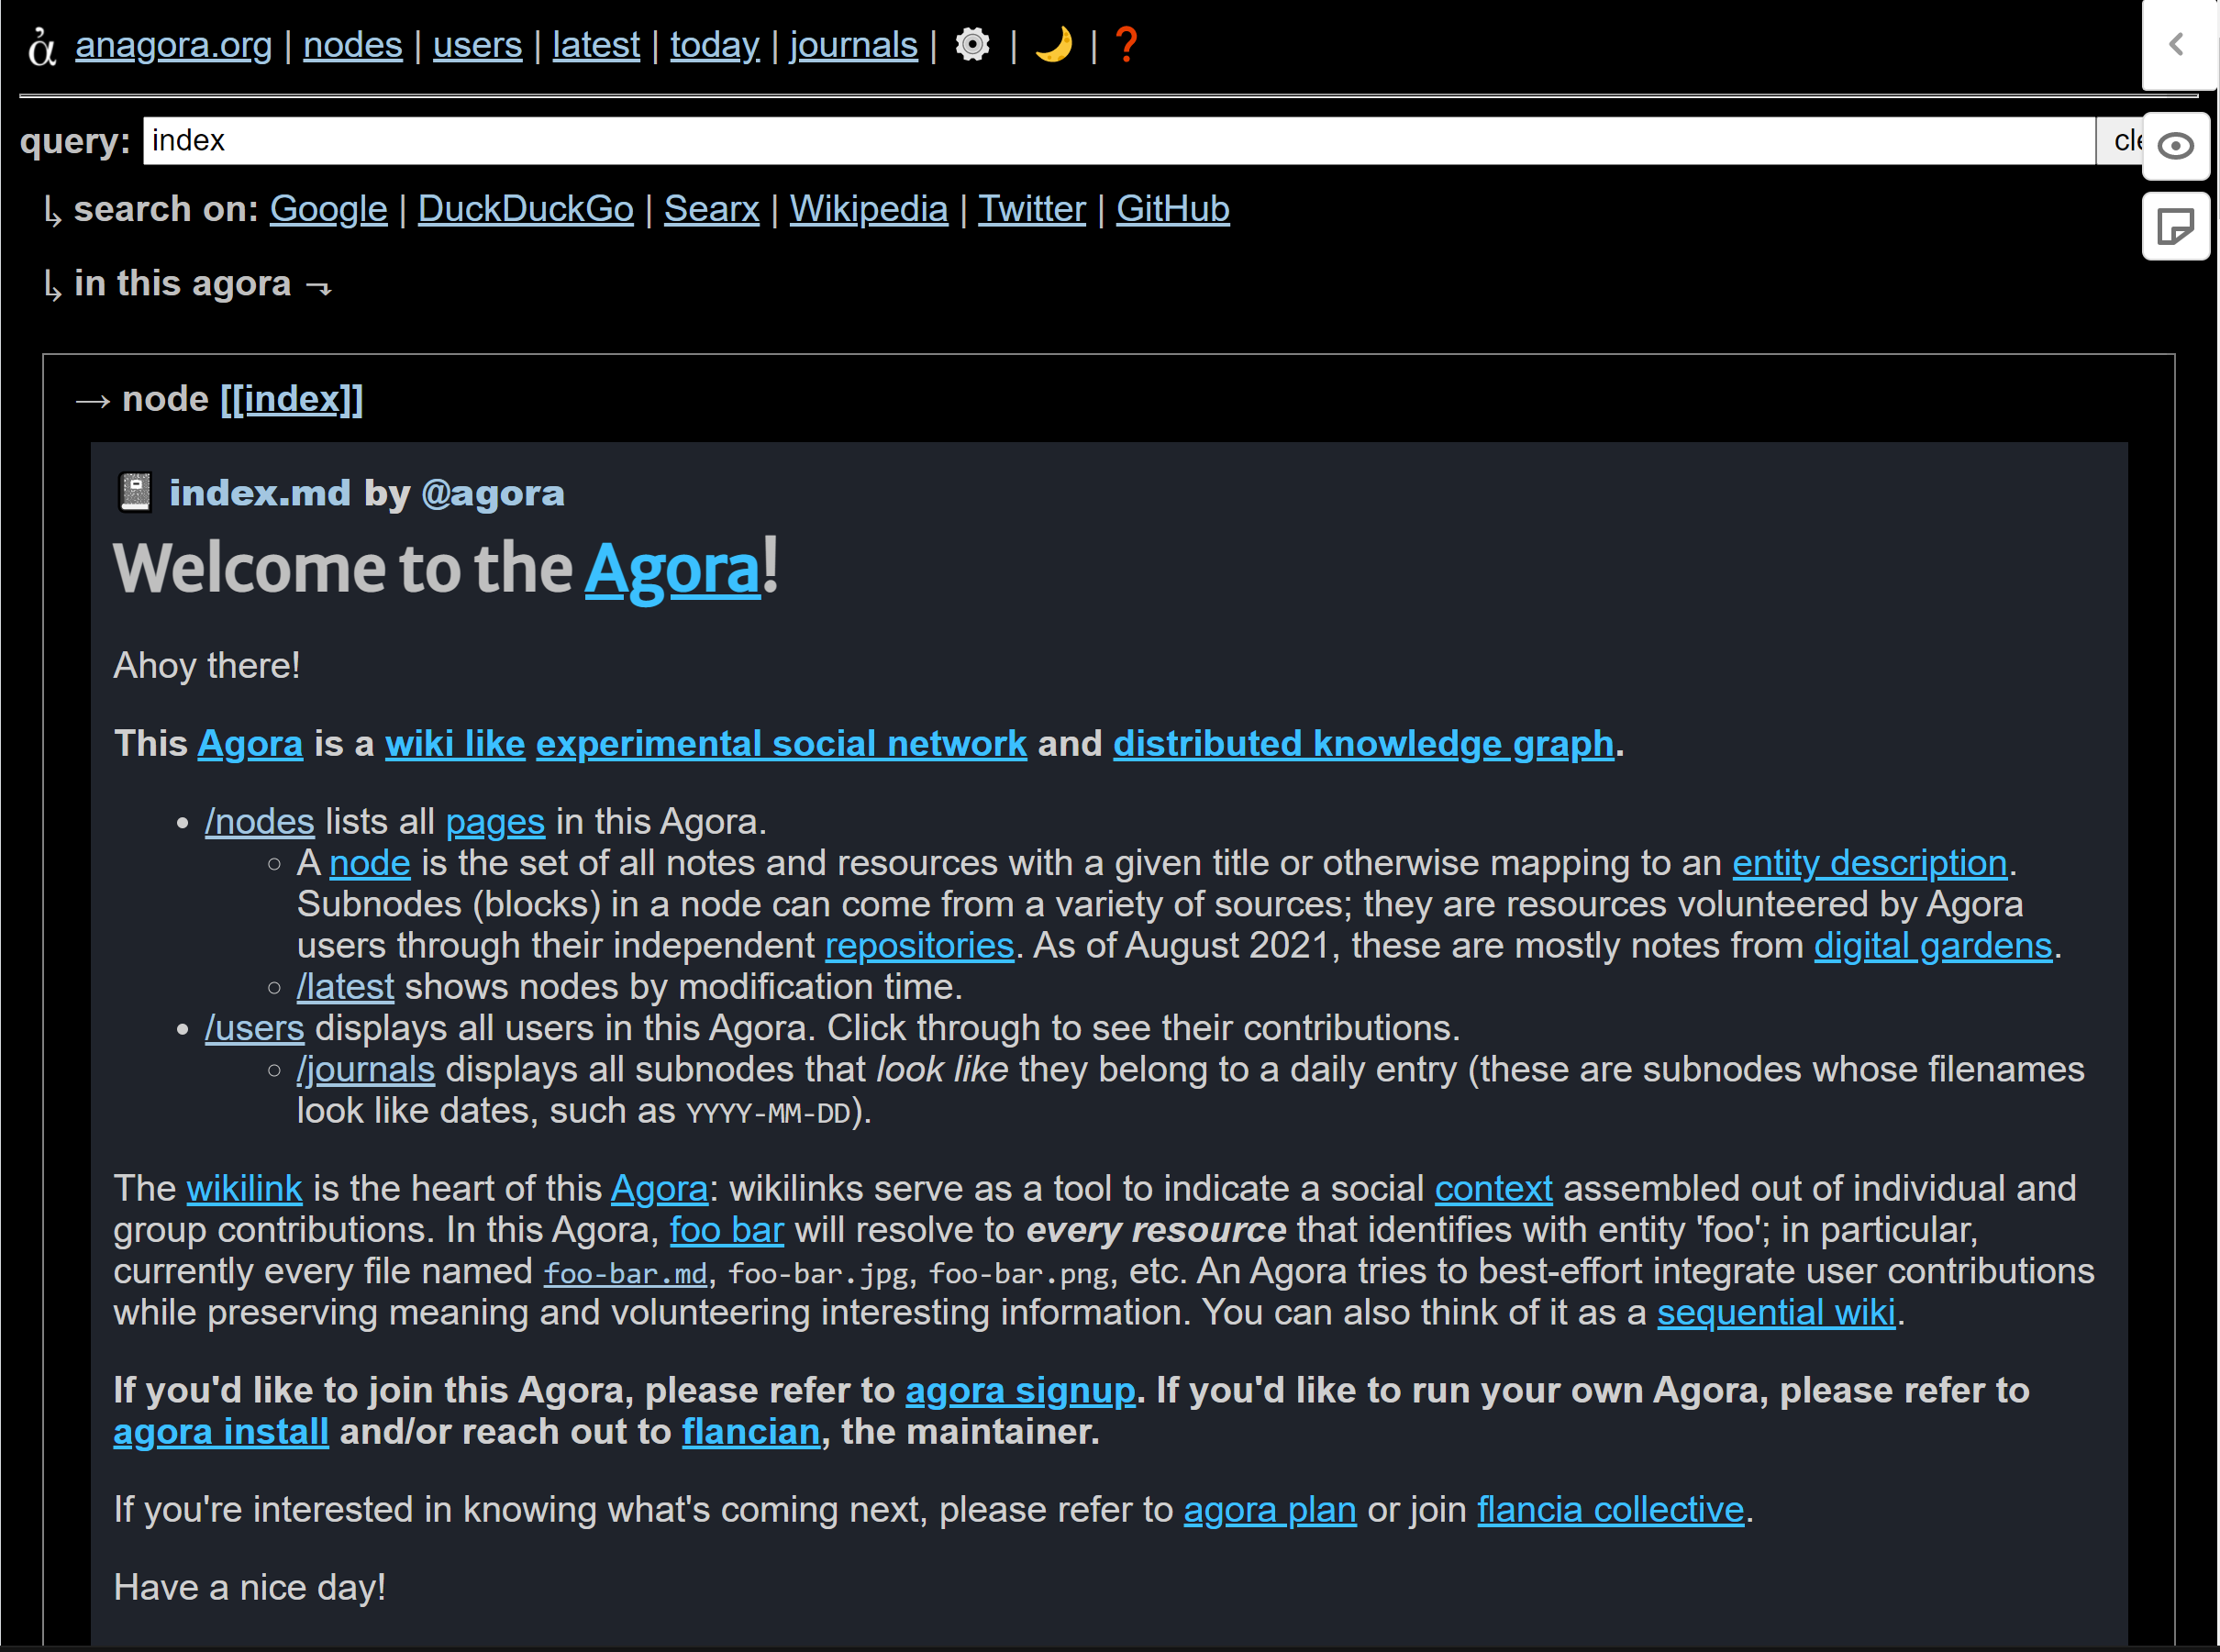 ἀ anagora.org | nodes | users | latest | today | journals | ⚙ | 🌙 | ❓
query: index
↳ search on: Google | DuckDuckGo | Searx | Wikipedia | Twitter | GitHub
↳ in this agora ⬎
→ node [[index]]
📓 index.md by @agora
Welcome to the Agora!
Ahoy there!
This Agora is a wiki like experimental social network and distributed knowledge graph.
• /nodes lists all pages in this Agora.
○ A node is the set of all notes and resources with a given title or otherwise mapping to an entity description.
Subnodes (blocks) in a node can come from a variety of sources; they are resources volunteered by Agora
users through their independent repositories. As of August 2021, these are mostly notes from digital gardens.
○ /latest shows nodes by modification time.
• /users displays all users in this Agora. Click through to see their contributions.
○ /journals displays all subnodes that look like they belong to a daily entry (these are subnodes whose filenames
look like dates, such as YYYY-MM-DD).
The wikilink is the heart of this Agora: wikilinks serve as a tool to indicate a social context assembled out of individual and
group contributions. In this Agora, foo bar will resolve to every resource that identifies with entity 'foo'; in particular,
currently every file named foo-bar.md, foo-bar.jpg, foo-bar.png, etc. An Agora tries to best-effort integrate user contributions
while preserving meaning and volunteering interesting information. You can also think of it as a sequential wiki.
If you'd like to join this Agora, please refer to agora signup. If you'd like to run your own Agora, please refer to
agora install and/or reach out to flancian, the maintainer.
If you're interested in knowing what's coming next, please refer to agora plan or join flancia collective.
Have a nice day!